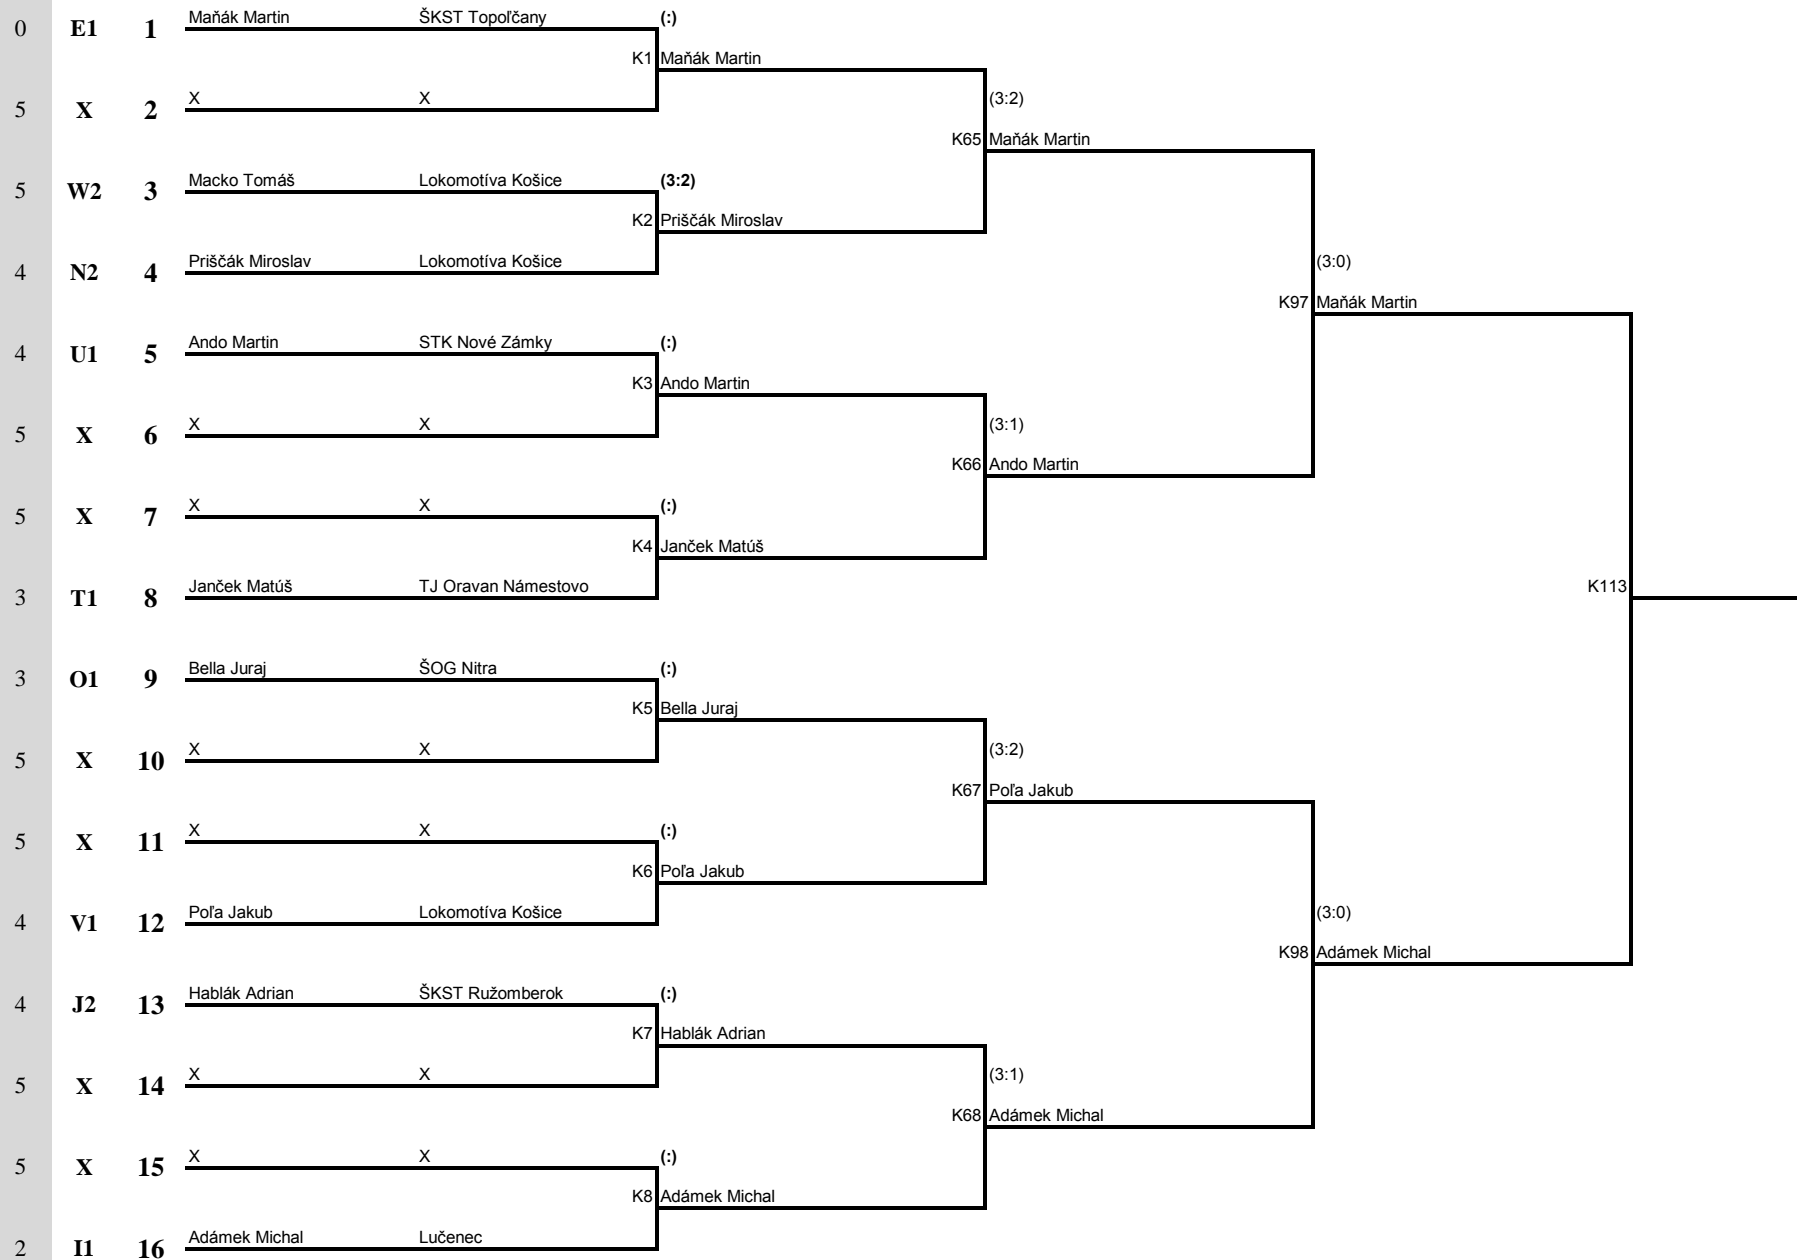 0 E1 1 Maňák Martin ŠKST Topoľčany (:)
K1 Maňák Martin
5 X 2 X X (3:2)
K65 Maňák Martin
5 W2 3 Macko Tomáš Lokomotíva Košice (3:2)
K2 Priščák Miroslav
4 N2 4 Priščák Miroslav Lokomotíva Košice (3:0)
K97 Maňák Martin
4 U1 5 Ando Martin STK Nové Zámky (:)
K3 Ando Martin
5 X 6 X X (3:1)
K66 Ando Martin
5 X 7 X X (:)
K4 Janček Matúš
3 T1 8 Janček Matúš TJ Oravan Námestovo K113
3 O1 9 Bella Juraj ŠOG Nitra (:)
K5 Bella Juraj
5 X 10 X X (3:2)
K67 Poľa Jakub
5 X 11 X X (:)
K6 Poľa Jakub
4 V1 12 Poľa Jakub Lokomotíva Košice (3:0)
K98 Adámek Michal
4 J2 13 Hablák Adrian ŠKST Ružomberok (:)
K7 Hablák Adrian
5 X 14 X X (3:1)
K68 Adámek Michal
5 X 15 X X (:)
K8 Adámek Michal
2 I1 16 Adámek Michal Lučenec